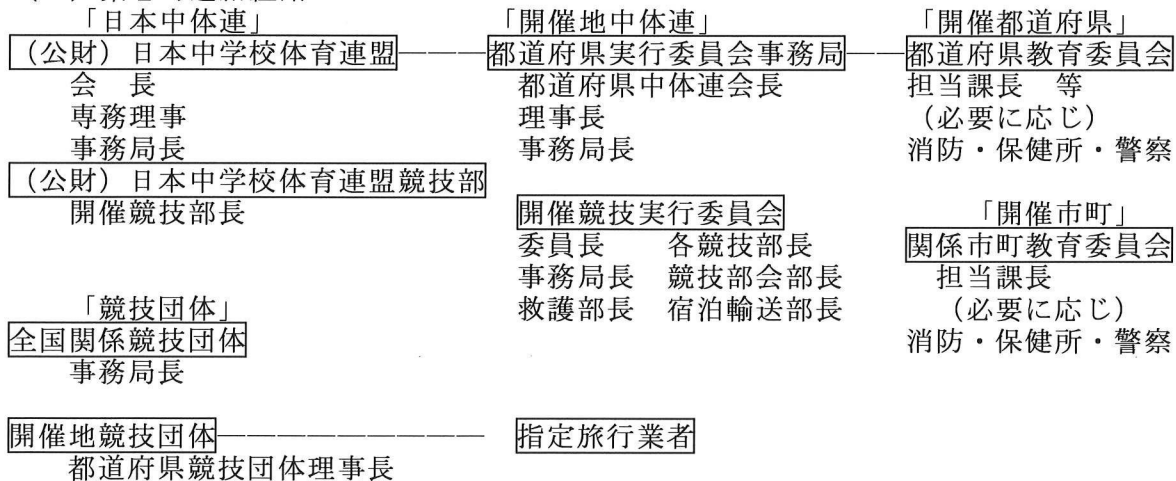 「日本中体連」 「開催地中体連」 「開催都道府県」
（公財）日本中学校体育連盟―――都道府県実行委員会事務局――都道府県教育委員会
会　長 都道府県中体連会長 担当課長　等
専務理事 理事長 （必要に応じ）
事務局長 事務局長 消防・保健所・警察
（公財）日本中学校体育連盟競技部
開催競技部長 開催競技実行委員会 「開催市町」
委員長 各競技部長 関係市町教育委員会
事務局長 競技部会部長 担当課長
「競技団体」 救護部長 宿泊輸送部長 （必要に応じ）
全国関係競技団体 消防・保健所・警察
事務局長
開催地競技団体―――――――――― 指定旅行業者
都道府県競技団体理事長